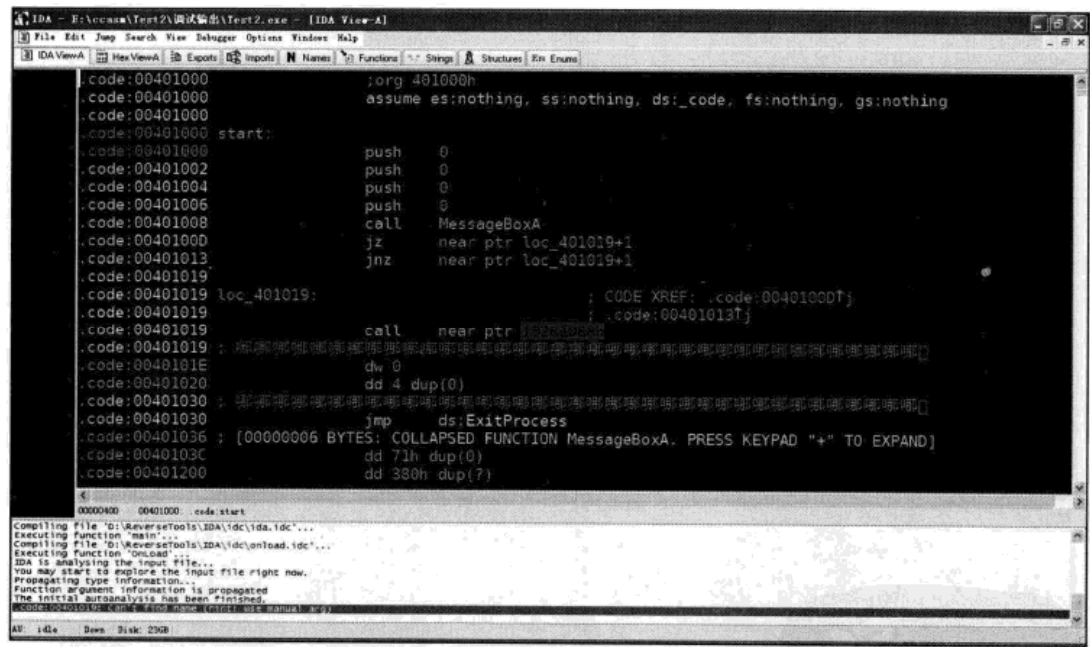 IDA - E:\ccasm\Test2\调试输出\Test2.exe - [IDA View-A]
File Edit Jump Search View Debugger Options Windows Help
IDA View-A Hex View-A Exports Imports N Names Functions Strings Structures En Enums
.code:00401000 ;org 401000h
.code:00401000 assume es:nothing, ss:nothing, ds:_code, fs:nothing, gs:nothing
.code:00401000
.code:00401000 start:
.code:00401000 push 0
.code:00401002 push 0
.code:00401004 push 0
.code:00401006 push 0
.code:00401008 call MessageBoxA
.code:0040100D jz near ptr loc_401019+1
.code:00401013 jnz near ptr loc_401019+1
.code:00401019
.code:00401019 loc_401019: ; CODE XREF: .code:0040100D↑j
.code:00401019 ; .code:00401013↑j
.code:00401019 call near ptr
.code:00401019 ;
.code:0040101E dw 0
.code:00401020 dd 4 dup(0)
.code:00401030 ;
.code:00401030 jmp ds:ExitProcess
.code:00401036 ; [00000006 BYTES: COLLAPSED FUNCTION MessageBoxA. PRESS KEYPAD "+" TO EXPAND]
.code:0040103C dd 71h dup(0)
.code:00401200 dd 380h dup(?)
00000400 00401000: .code:start
Compiling file 'D:\ReverseTools\IDA\idc\ida.idc'...
Executing function 'main'...
Compiling file 'D:\ReverseTools\IDA\idc\onload.idc'...
Executing function 'OnLoad'...
IDA is analysing the input file...
You may start to explore the input file right now.
Propagating type information...
Function argument information is propagated
The initial autoanalysis has been finished.
.code:00401019: Can't find name (hint: use manual arg)
AU: idle Down Disk: 23GB